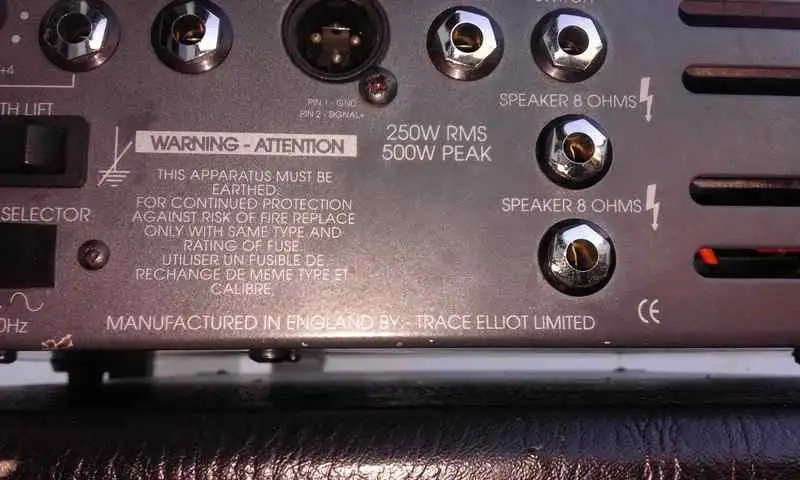 +4
TH LIFT
PIN 1 - GND
PIN 2 - SIGNAL+
SPEAKER 8 OHMS
WARNING - ATTENTION
250W RMS
500W PEAK
THIS APPARATUS MUST BE
EARTHED.
FOR CONTINUED PROTECTION
AGAINST RISK OF FIRE REPLACE
ONLY WITH SAME TYPE AND
RATING OF FUSE.
UTILISER UN FUSIBLE DE
RECHANGE DE MEME TYPE ET
CALIBRE.
SPEAKER 8 OHMS
SELECTOR
0Hz
MANUFACTURED IN ENGLAND BY:- TRACE ELLIOT LIMITED
CE